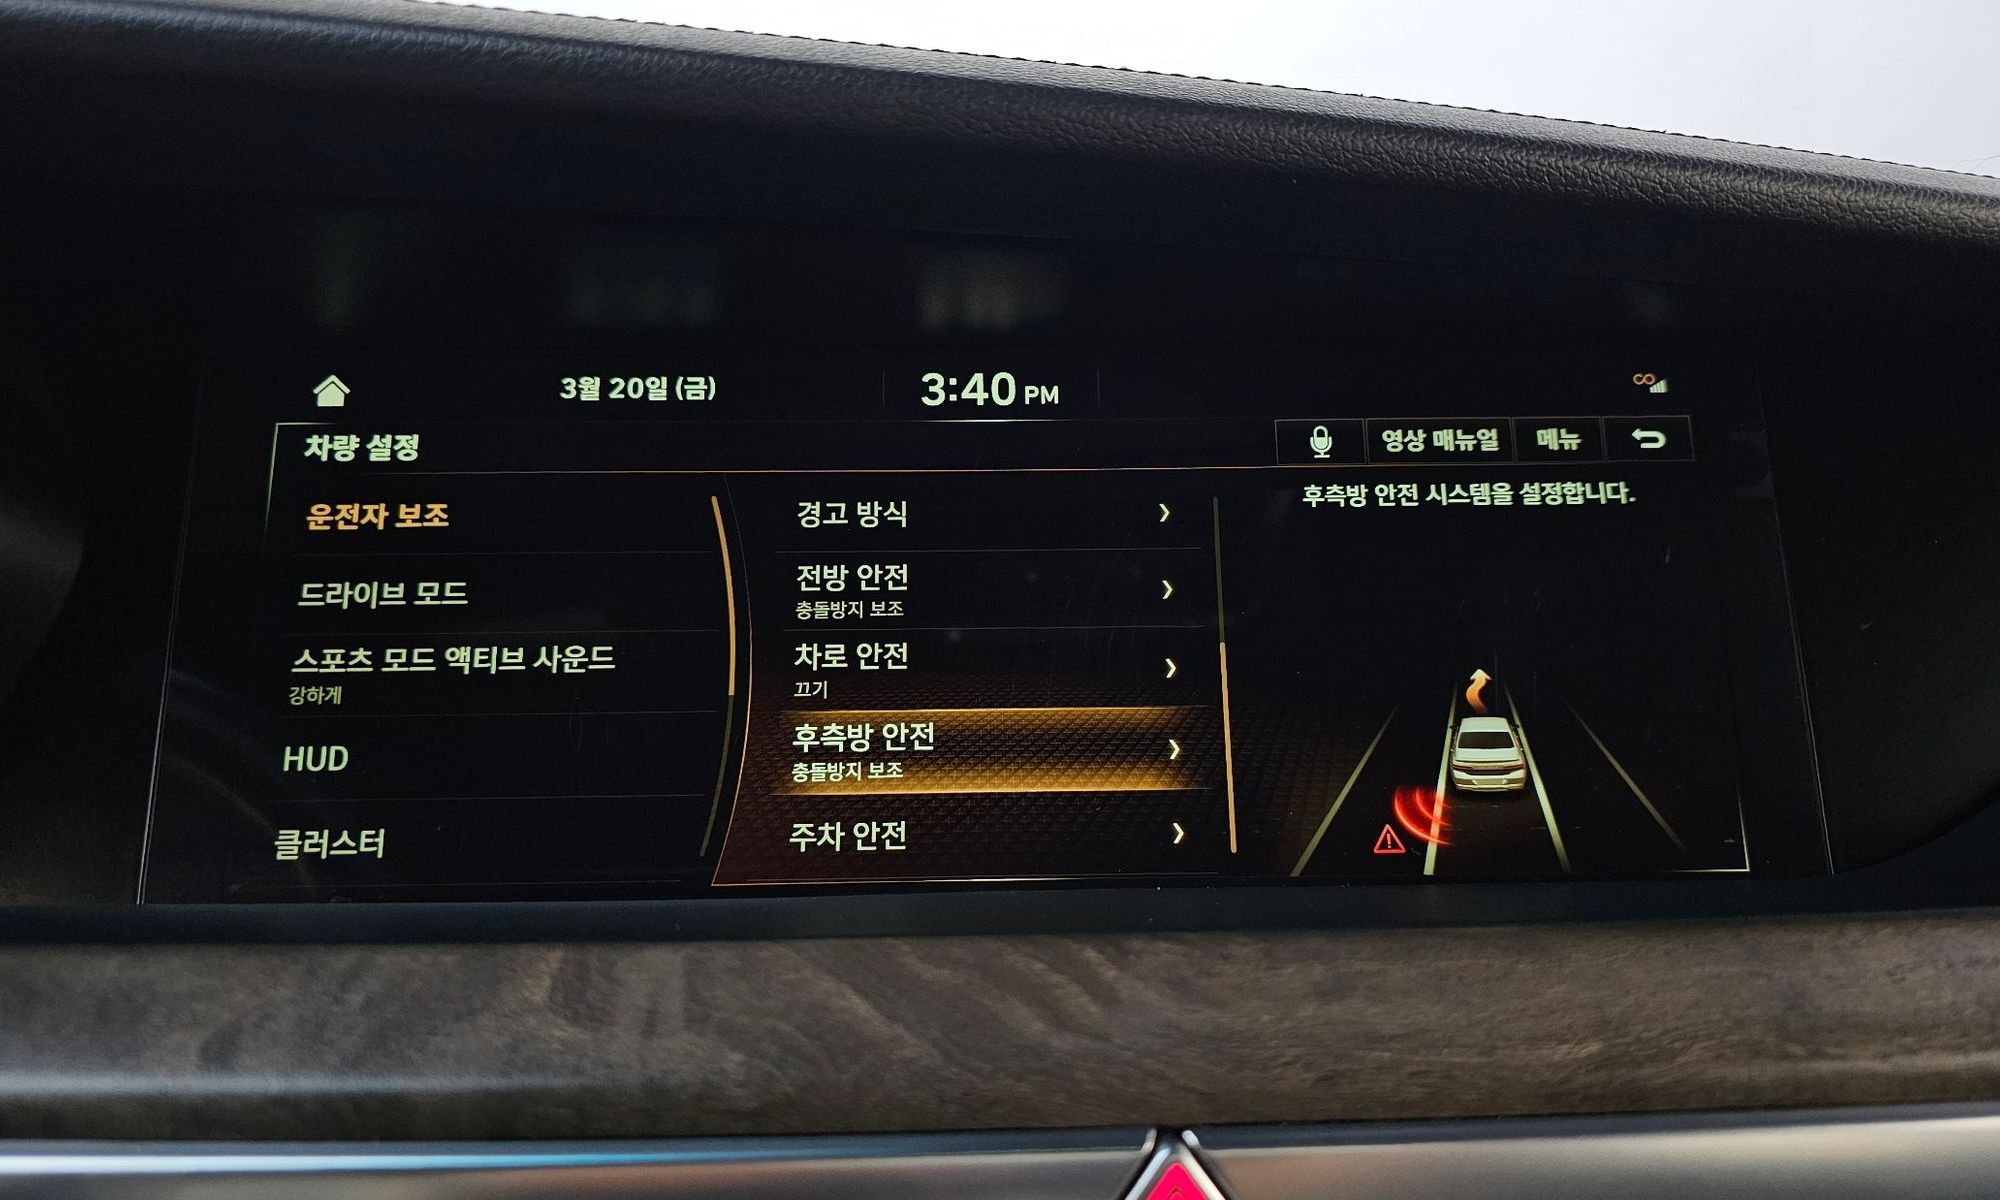 3월 20일 (금)
3:40 PM
차량 설정
영상 매뉴얼
메뉴
운전자 보조
드라이브 모드
스포츠 모드 액티브 사운드
강하게
HUD
클러스터
경고 방식
전방 안전
충돌방지 보조
차로 안전
끄기
후측방 안전
충돌방지 보조
주차 안전
후측방 안전 시스템을 설정합니다.